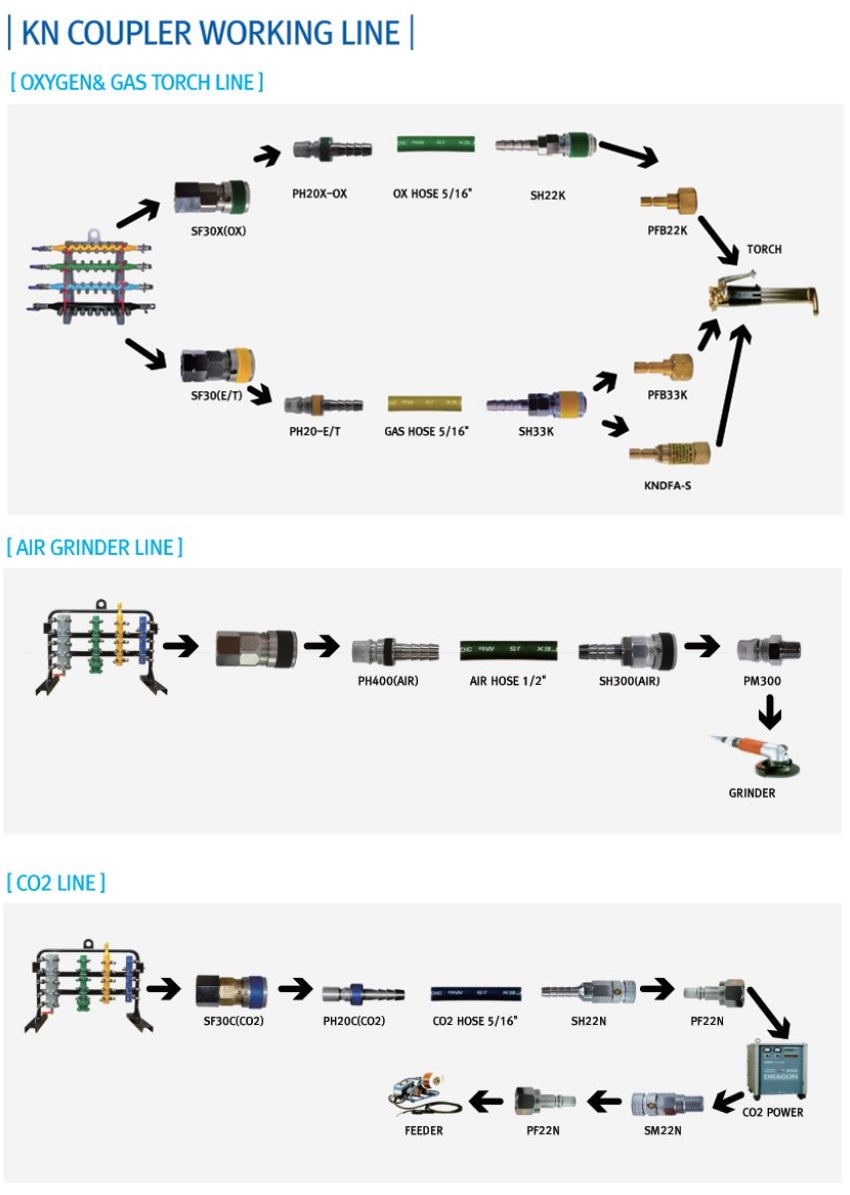 | KN COUPLER WORKING LINE |
[ OXYGEN& GAS TORCH LINE ]
PH20X-OX
OX HOSE 5/16"
SH22K
SF30X(OX)
PFB22K
TORCH
SF30(E/T)
PFB33K
PH20-E/T
GAS HOSE 5/16"
SH33K
KNDFA-S
[ AIR GRINDER LINE ]
PH400(AIR)
AIR HOSE 1/2"
SH300(AIR)
PM300
GRINDER
[ CO2 LINE ]
SF30C(CO2)
PH20C(CO2)
CO2 HOSE 5/16"
SH22N
PF22N
DRAGON
CO2 POWER
FEEDER
PF22N
SM22N